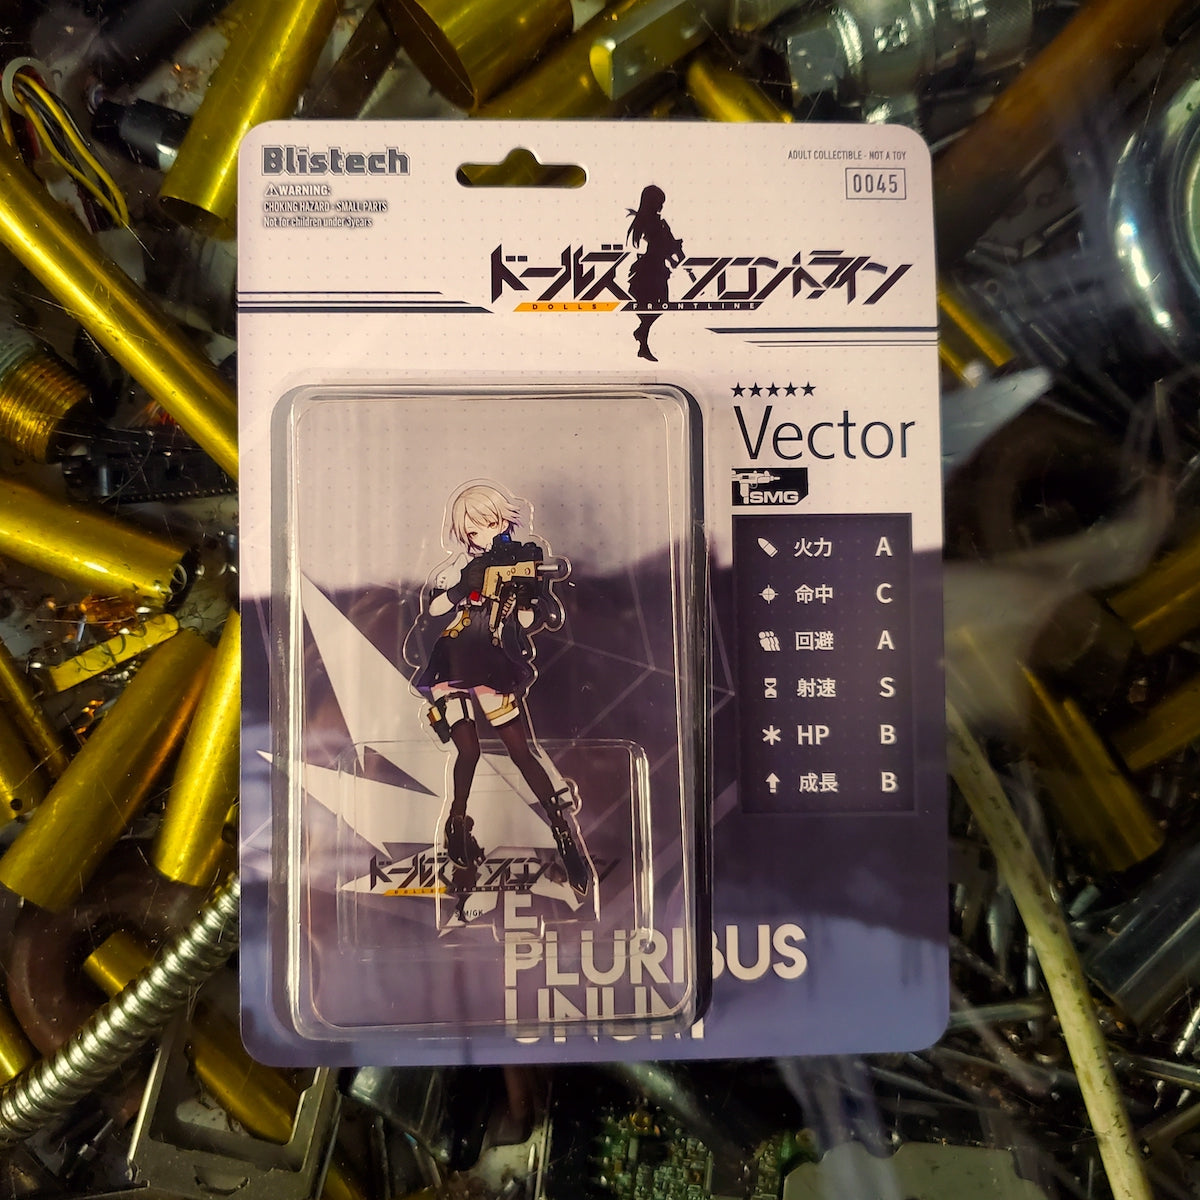 Blistech
⚠WARNING:
CHOKING HAZARD - SMALL PARTS
Not for children under 3years
ADULT COLLECTIBLE - NOT A TOY
0045
ドールズフロントライン
DOLLS' FRONTLINE
★★★★★
Vector
SMG
火力 A
命中 C
回避 A
射速 S
HP B
成長 B
ドールズフロントライン
DOLLS' FRONTLINE
E
PLURIBUS
UNUM